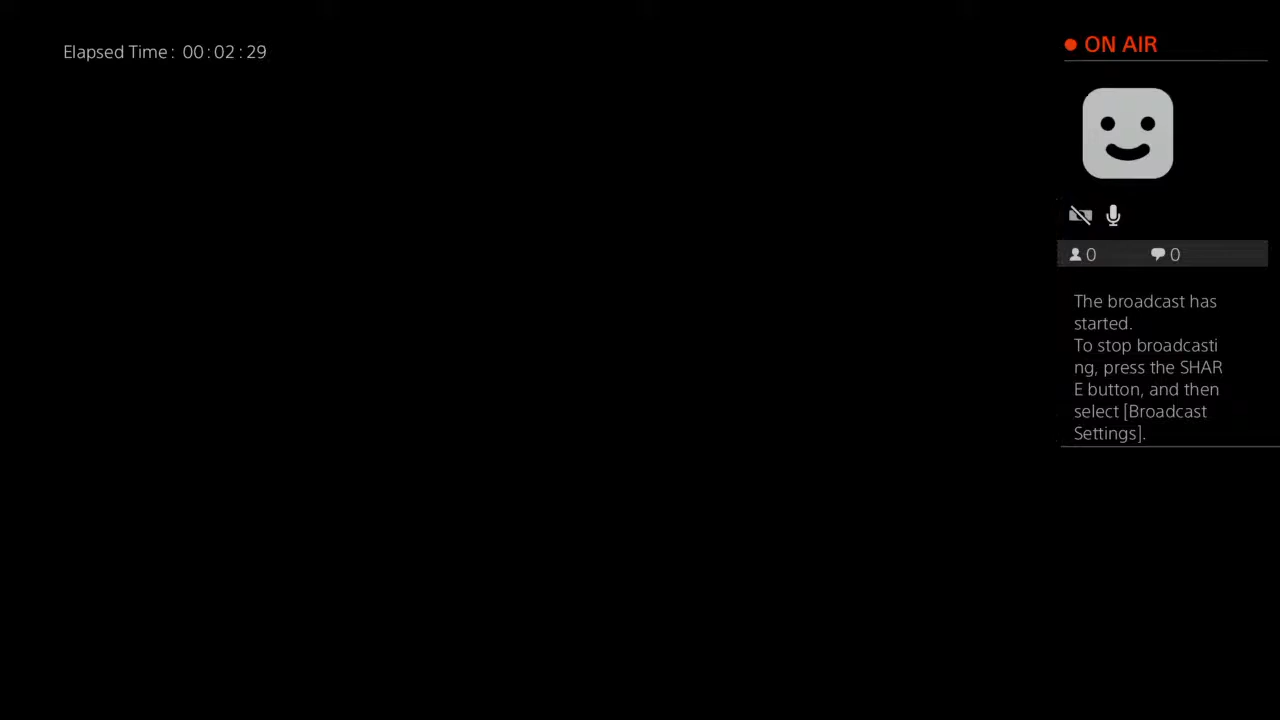 Elapsed Time: 00:02:29
ON AIR
0 0
The broadcast has
started.
To stop broadcasti
ng, press the SHAR
E button, and then
select [Broadcast
Settings].